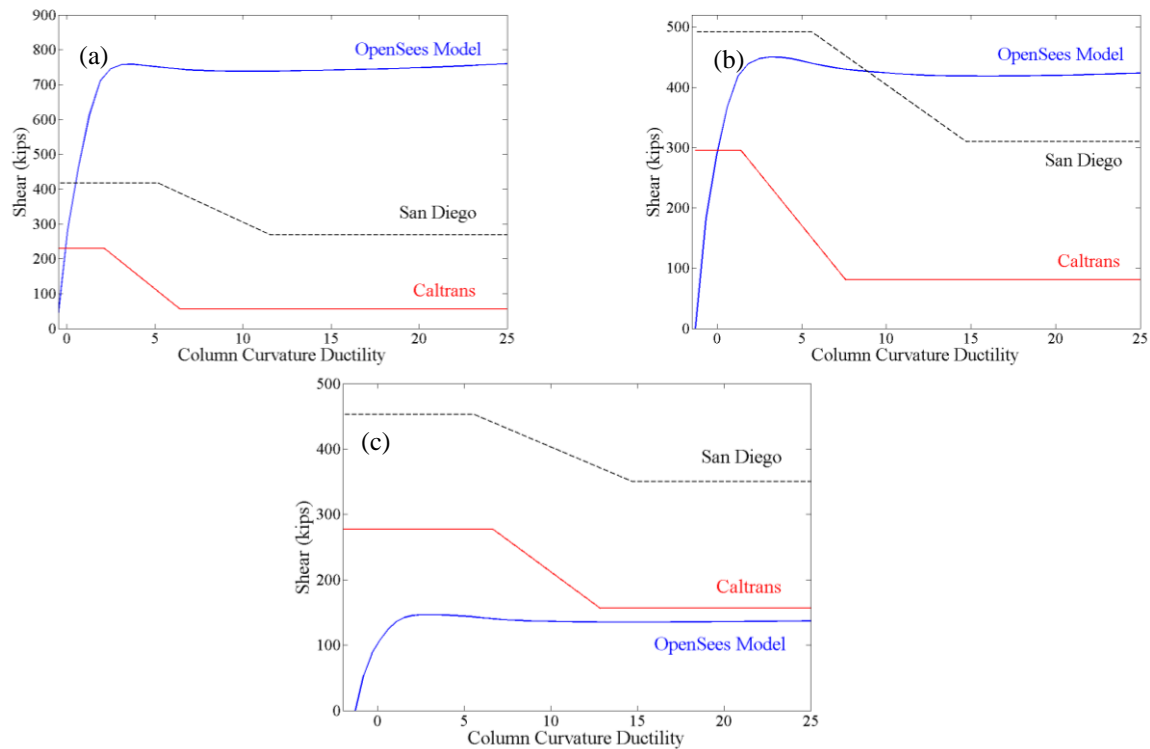 (a)
OpenSees Model
San Diego
Caltrans
Shear (kips)
900
800
700
600
500
400
300
200
100
0
0 5 10 15 20 25
Column Curvature Ductility
(b)
OpenSees Model
San Diego
Caltrans
Shear (kips)
500
400
300
200
100
0
0 5 10 15 20 25
Column Curvature Ductility
(c)
San Diego
Caltrans
OpenSees Model
Shear (kips)
500
400
300
200
100
0
0 5 10 15 20 25
Column Curvature Ductility